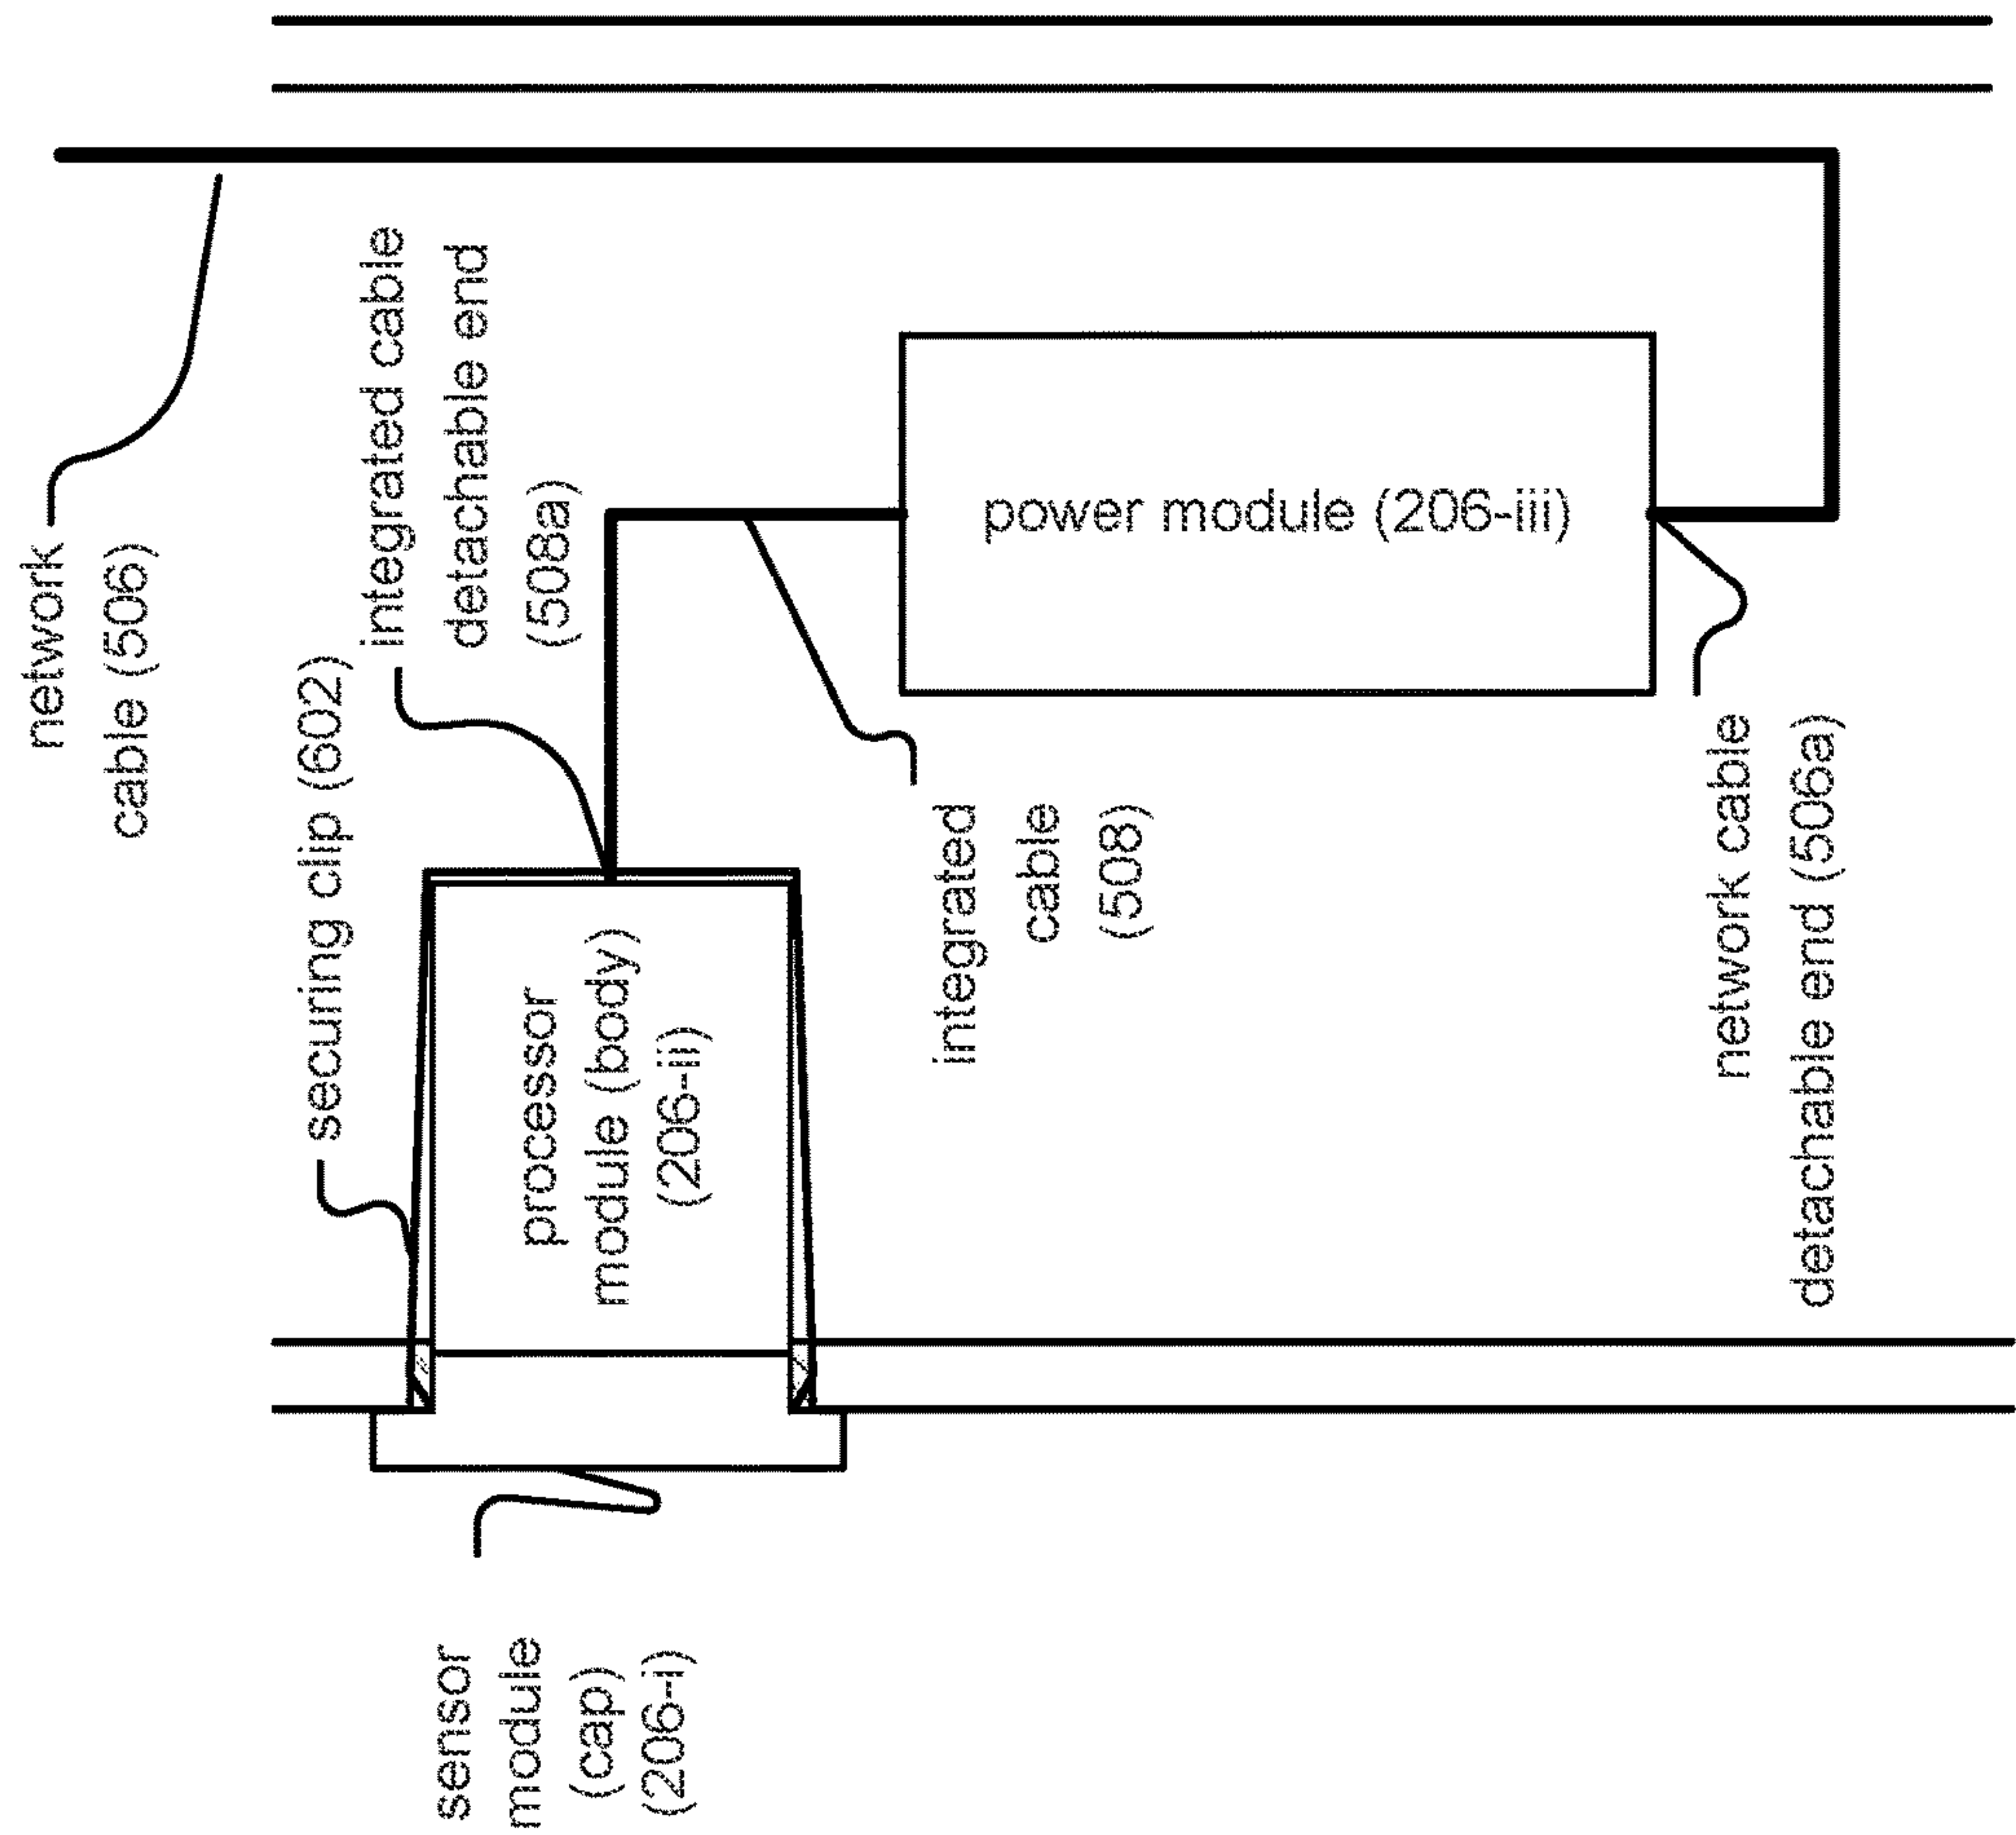 network
cable (506)
integrated cable
detachable end
(508a)
securing clip (602)
power module (206-iii)
processor
module (body)
(206-ii)
integrated
cable
(508)
network cable
detachable end (506a)
sensor
module
(cap)
(206-i)